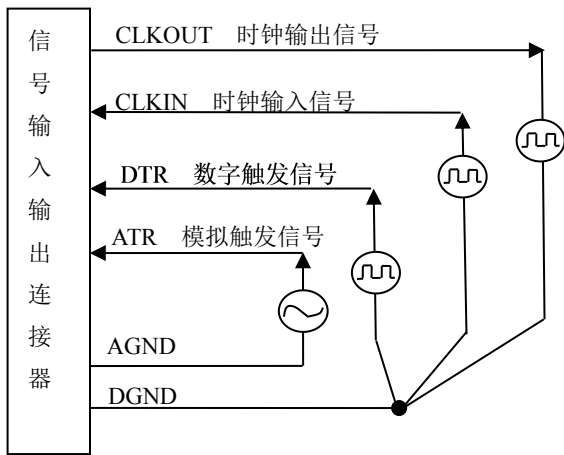 信号输入输出连接器
CLKOUT 时钟输出信号
CLKIN 时钟输入信号
DTR 数字触发信号
ATR 模拟触发信号
AGND
DGND